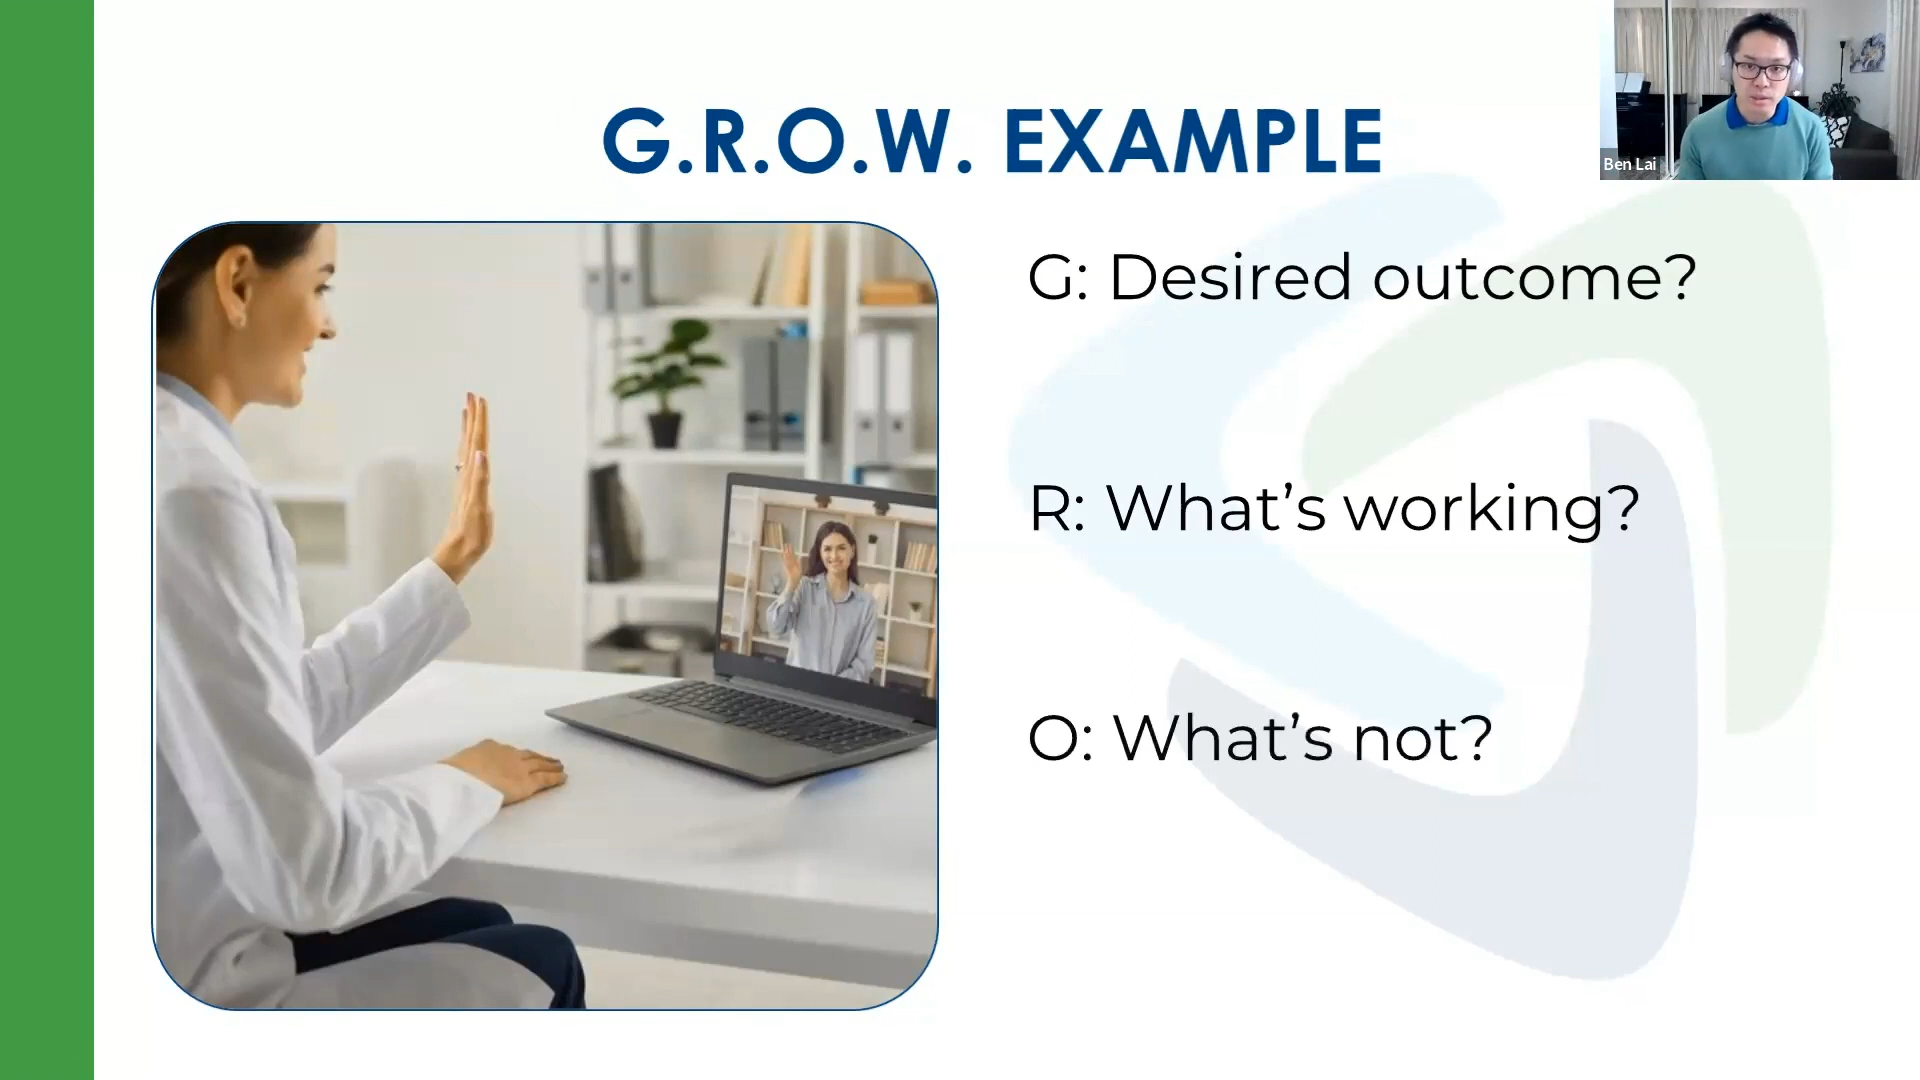 G.R.O.W. EXAMPLE
Ben Lai
G: Desired outcome?
R: What’s working?
O: What’s not?